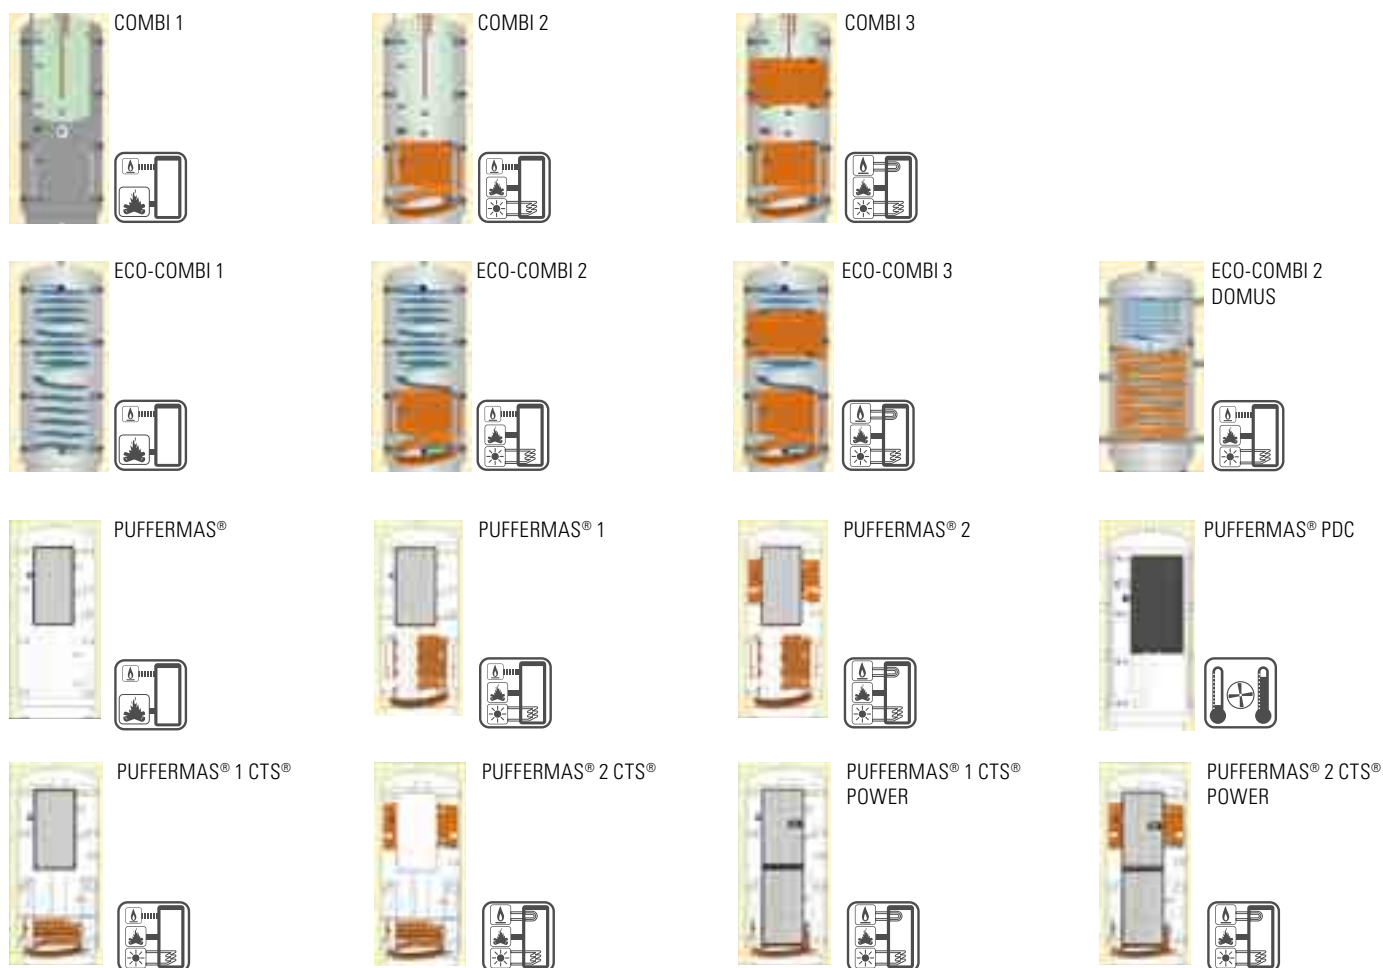 COMBI 1
COMBI 2
COMBI 3
ECO-COMBI 1
ECO-COMBI 2
ECO-COMBI 3
ECO-COMBI 2
DOMUS
PUFFERMAS®
PUFFERMAS® 1
PUFFERMAS® 2
PUFFERMAS® PDC
PUFFERMAS® 1 CTS®
PUFFERMAS® 2 CTS®
PUFFERMAS® 1 CTS®
POWER
PUFFERMAS® 2 CTS®
POWER